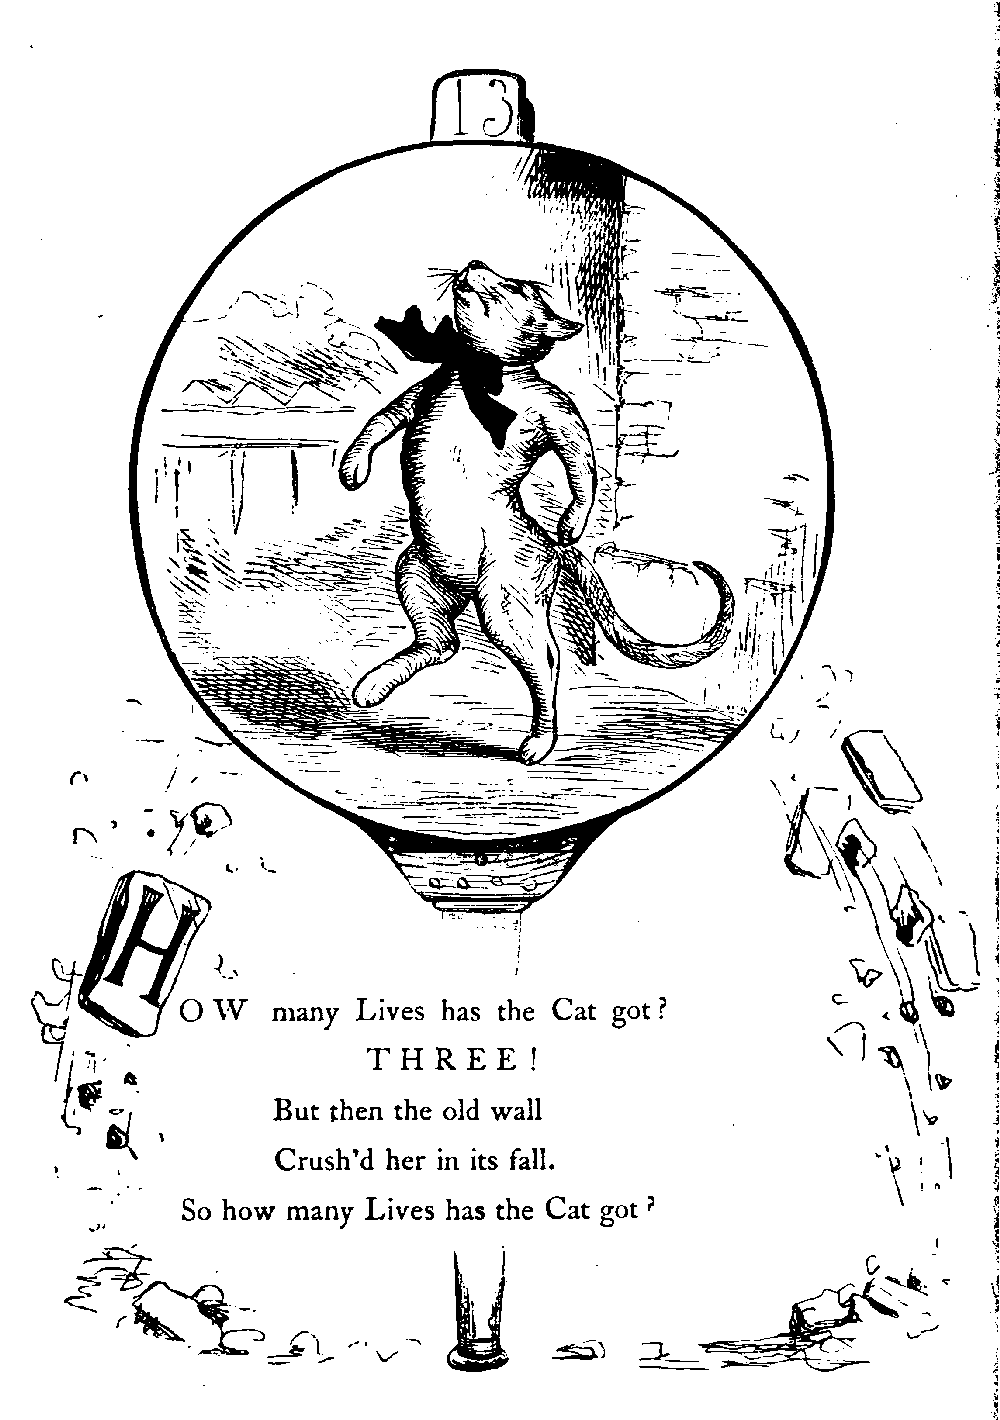 13
HOW many Lives has the Cat got?
THREE!
But then the old wall
Crush'd her in its fall.
So how many Lives has the Cat got?